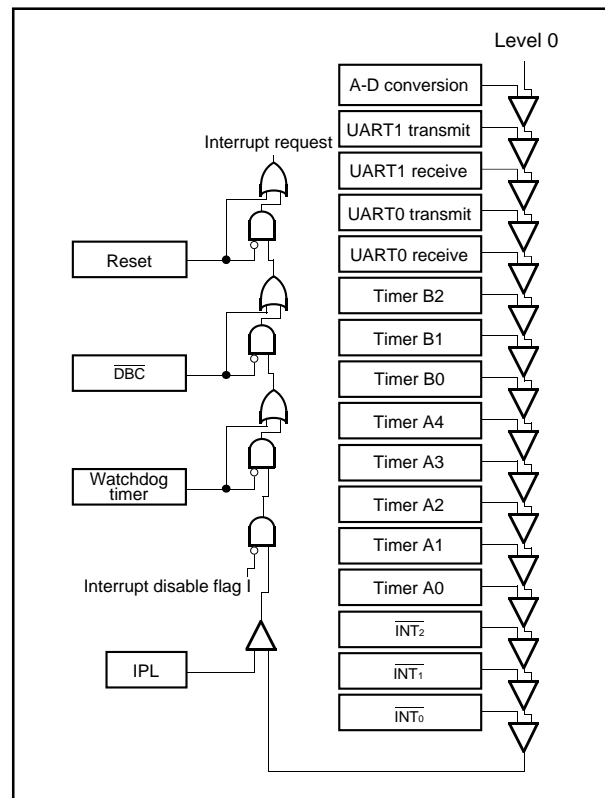 Level 0
A-D conversion
UART1 transmit
Interrupt request
UART1 receive
UART0 transmit
Reset
UART0 receive
Timer B2
Timer B1
DBC
Timer B0
Timer A4
Timer A3
Watchdog
timer
Timer A2
Timer A1
Interrupt disable flag I
Timer A0
INT2
IPL
INT1
INT0